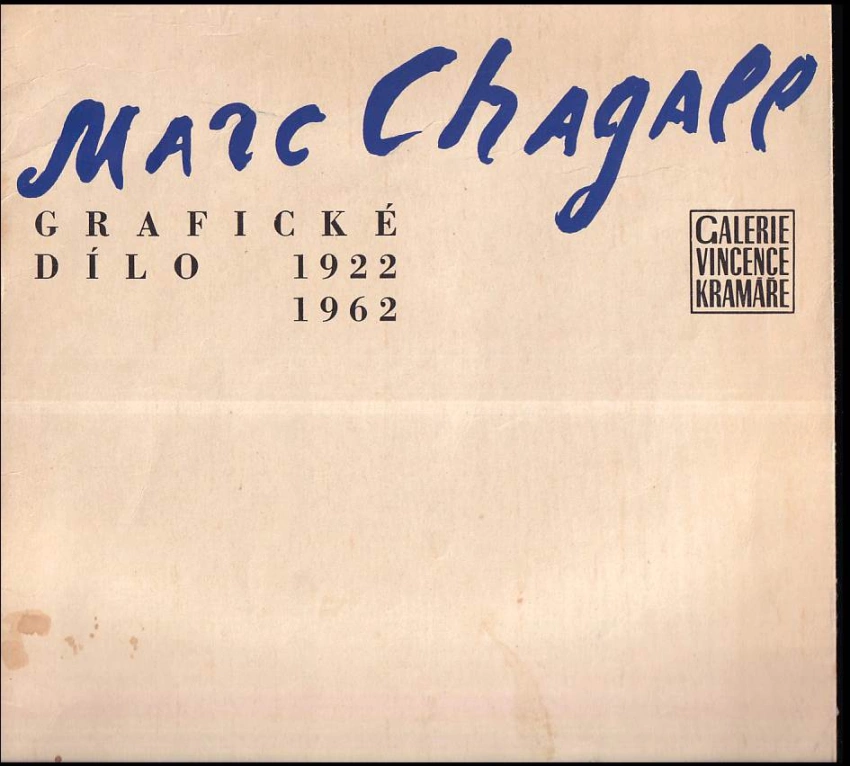 Marc Chagall
GRAFICKÉ
DÍLO 1922
1962
GALERIE
VINCENCE
KRAMÁŘE